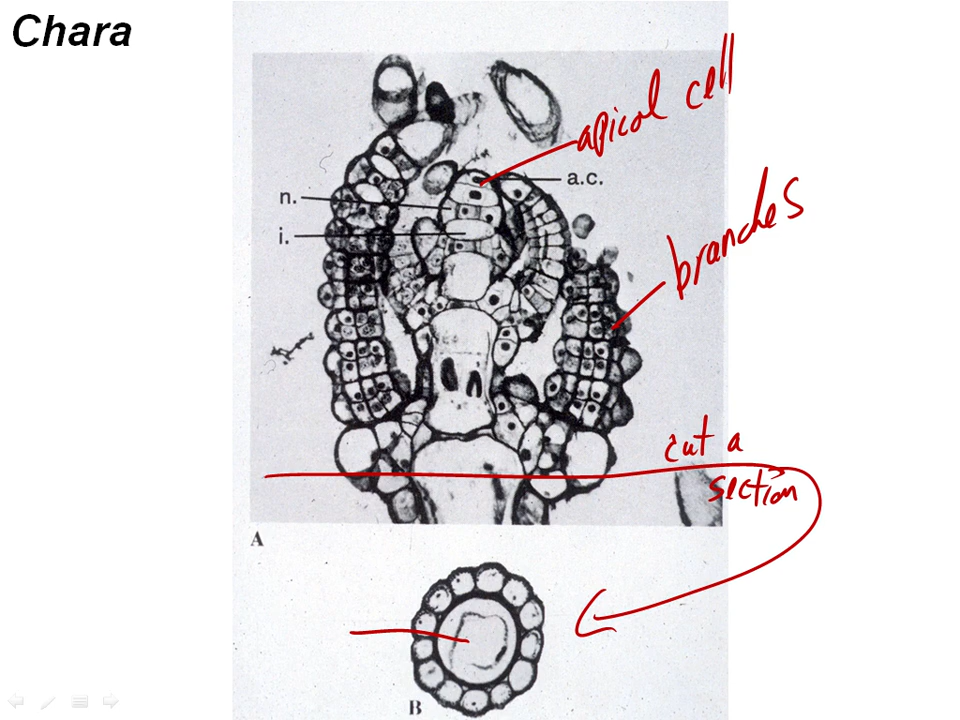 Chara
apical cell
a.c.
n.
i.
branches
cut a
section
A
B